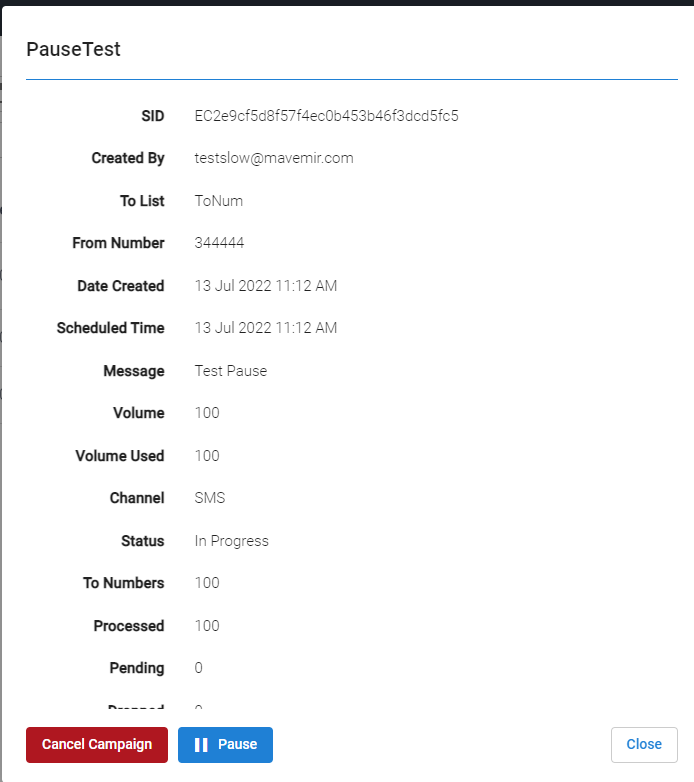 PauseTest
SID EC2e9cf5d8f57f4ec0b453b46f3dcd5fc5
Created By testslow@mavemir.com
To List ToNum
From Number 344444
Date Created 13 Jul 2022 11:12 AM
Scheduled Time 13 Jul 2022 11:12 AM
Message Test Pause
Volume 100
Volume Used 100
Channel SMS
Status In Progress
To Numbers 100
Processed 100
Pending 0
Cancel Campaign Pause Close